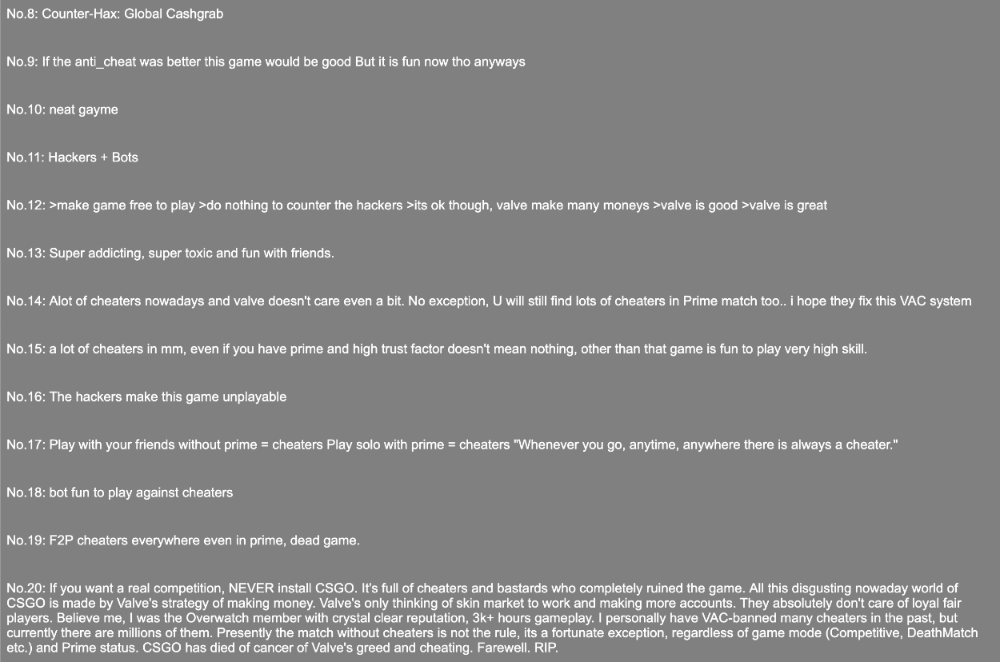 No.8: Counter-Hax: Global Cashgrab
No.9: If the anti_cheat was better this game would be good But it is fun now tho anyways
No.10: neat gayme
No.11: Hackers + Bots
No.12: >make game free to play >do nothing to counter the hackers >its ok though, valve make many moneys >valve is good >valve is great
No.13: Super addicting, super toxic and fun with friends.
No.14: Alot of cheaters nowadays and valve doesn't care even a bit. No exception, U will still find lots of cheaters in Prime match too.. i hope they fix this VAC system
No.15: a lot of cheaters in mm, even if you have prime and high trust factor doesn't mean nothing, other than that game is fun to play very high skill.
No.16: The hackers make this game unplayable
No.17: Play with your friends without prime = cheaters Play solo with prime = cheaters "Whenever you go, anytime, anywhere there is always a cheater."
No.18: bot fun to play against cheaters
No.19: F2P cheaters everywhere even in prime, dead game.
No.20: If you want a real competition, NEVER install CSGO. It's full of cheaters and bastards who completely ruined the game. All this disgusting nowaday world of
CSGO is made by Valve's strategy of making money. Valve's only thinking of skin market to work and making more accounts. They absolutely don't care of loyal fair
players. Believe me, I was the Overwatch member with crystal clear reputation, 3k+ hours gameplay. I personally have VAC-banned many cheaters in the past, but
currently there are millions of them. Presently the match without cheaters is not the rule, its a fortunate exception, regardless of game mode (Competitive, DeathMatch
etc.) and Prime status. CSGO has died of cancer of Valve's greed and cheating. Farewell. RIP.